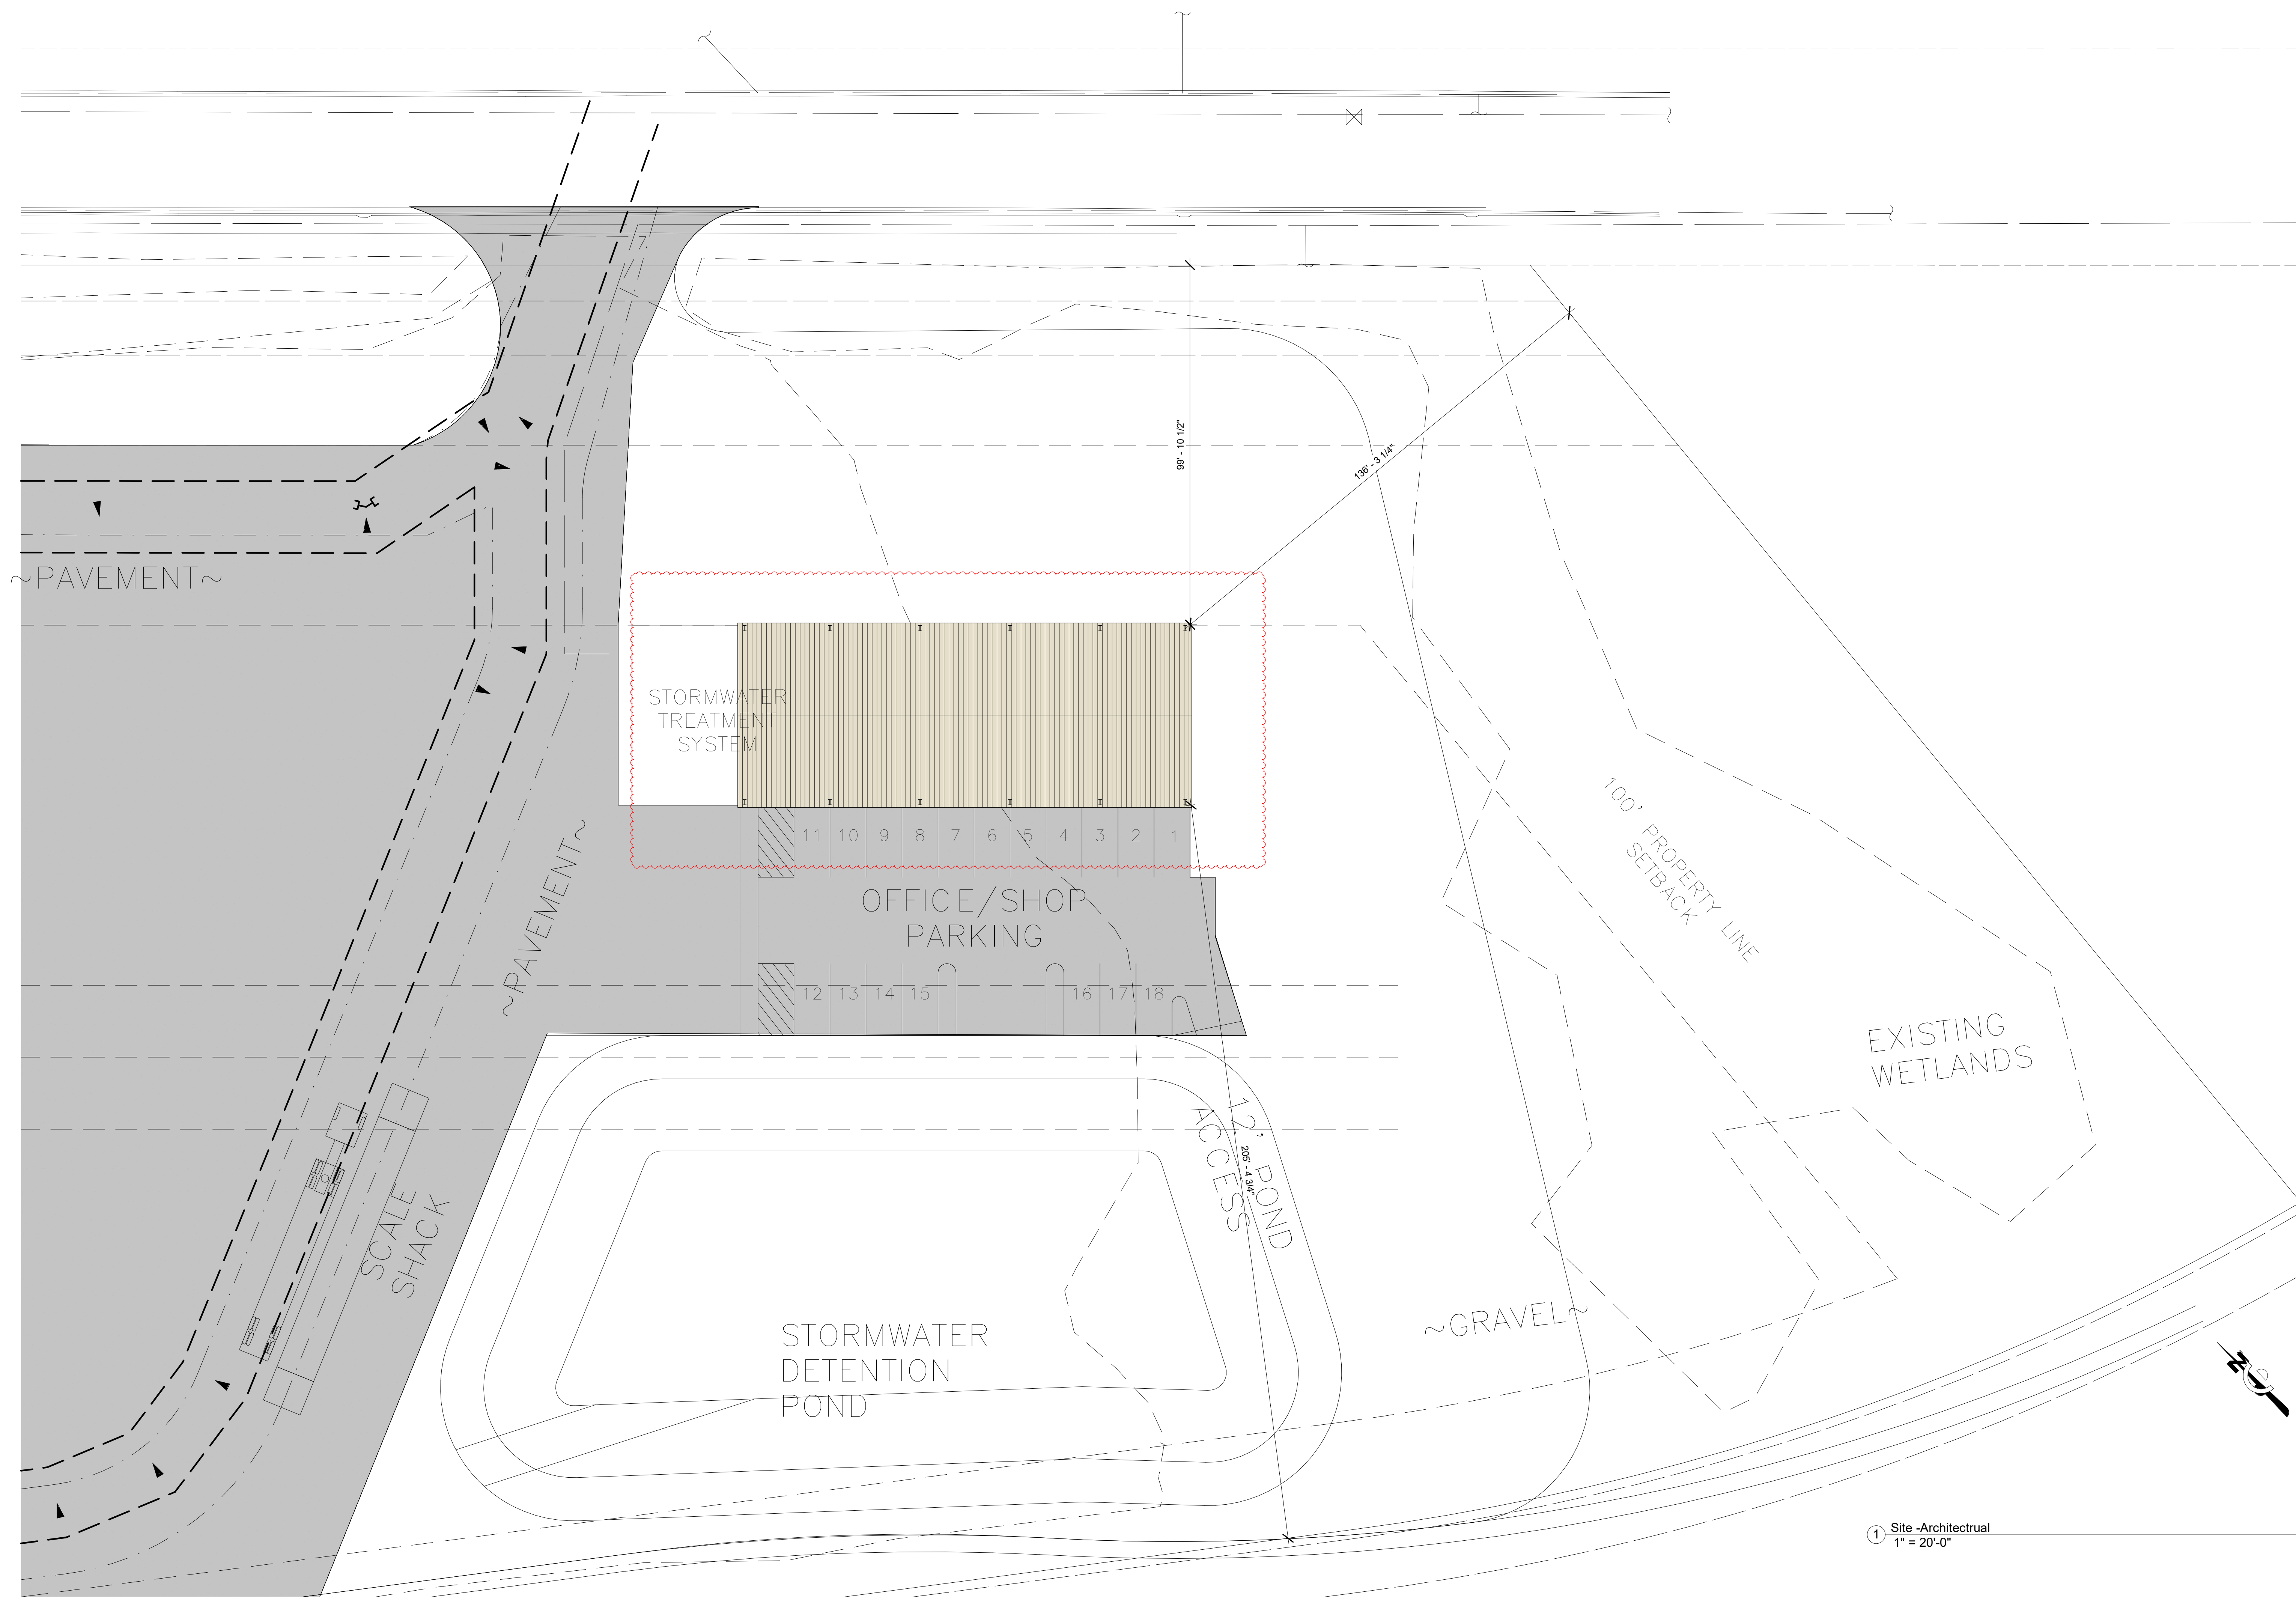 99' - 10 1/2"
136' - 3 1/4"
~PAVEMENT~
STORMWATER
TREATMENT
SYSTEM
100' PROPERTY LINE
SETBACK
11 10 9 8 7 6 5 4 3 2 1
OFFICE/SHOP
PARKING
~PAVEMENT~
12 13 14 15 16 17 18
EXISTING
WETLANDS
12' POND
ACCESS
205' - 4 3/4"
SCALE
SHACK
~GRAVEL~
STORMWATER
DETENTION
POND
N
1 Site -Architectrual
1" = 20'-0"